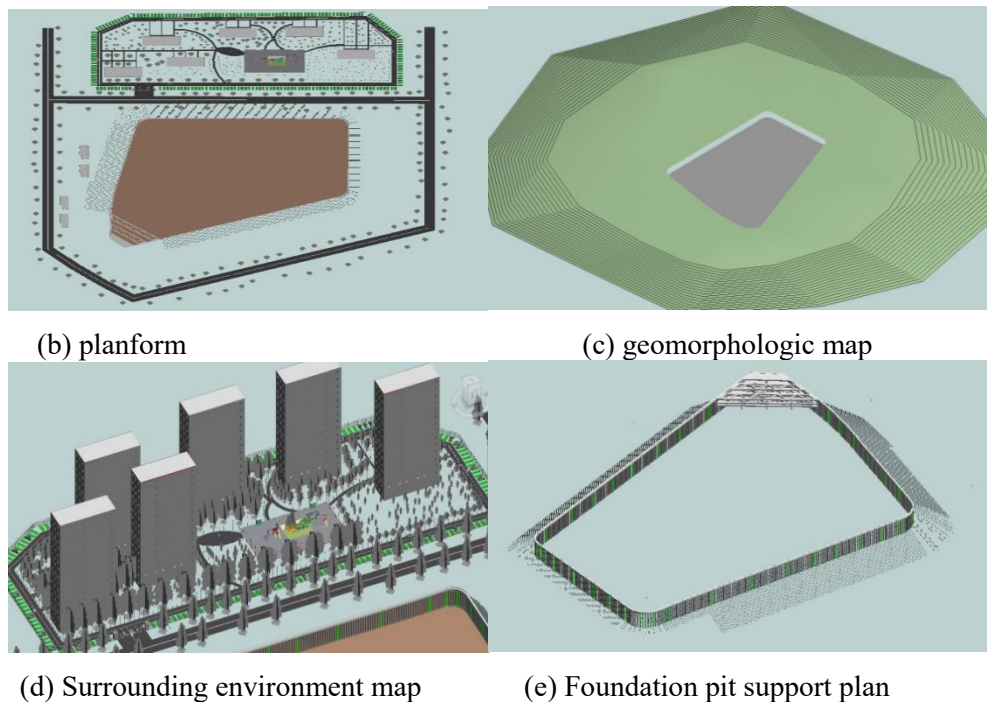 (b) planform
(c) geomorphologic map
(d) Surrounding environment map
(e) Foundation pit support plan